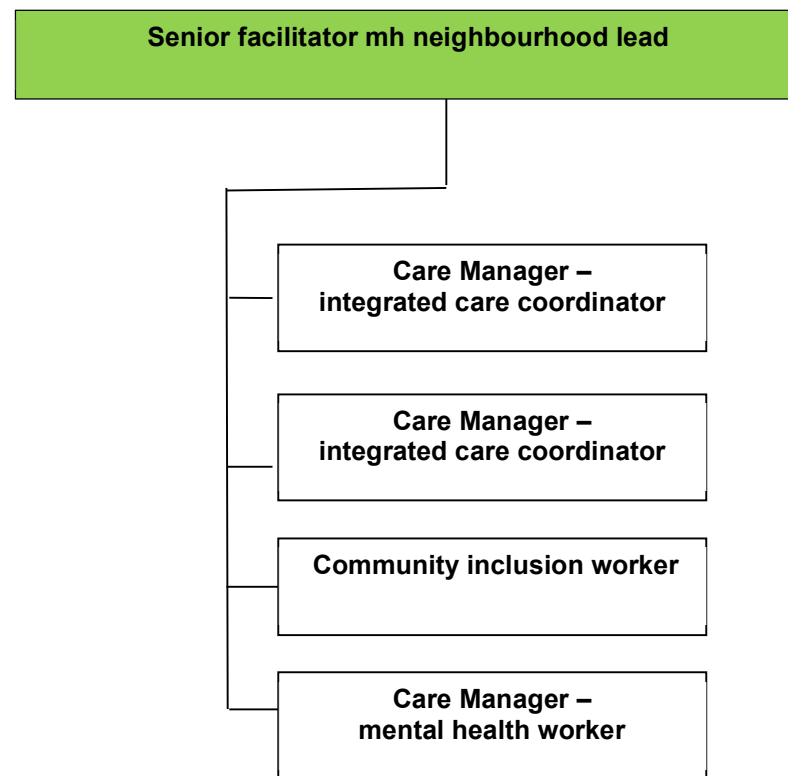 Senior facilitator mh neighbourhood lead
Care Manager –
integrated care coordinator
Care Manager –
integrated care coordinator
Community inclusion worker
Care Manager –
mental health worker